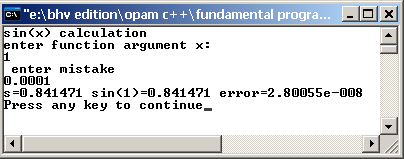 "e:\bhv edition\opam c++\fundamental progra...
sin(x) calculation
enter function argument x:
1
 enter mistake
0.0001
s=0.841471 sin(1)=0.841471 error=2.80055e-008
Press any key to continue_